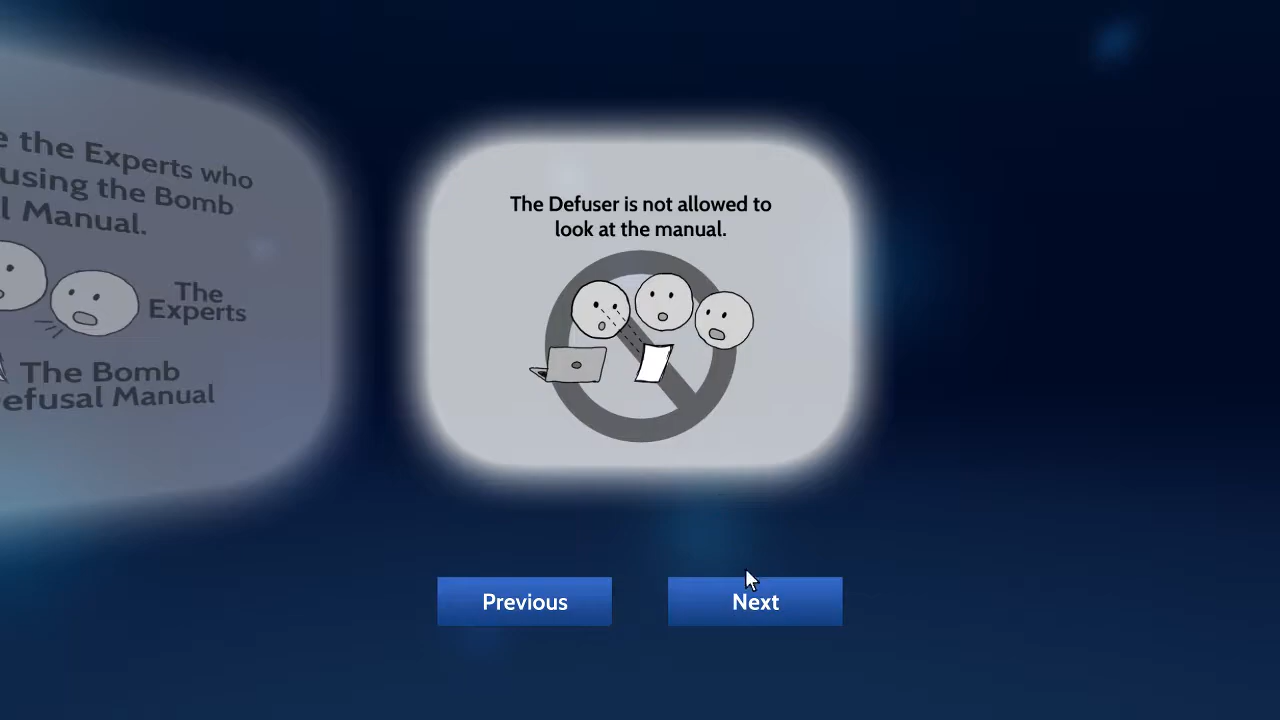 e the Experts who
using the Bomb
l Manual.
The
Experts
The Bomb
efusal Manual
The Defuser is not allowed to
look at the manual.
Previous
Next